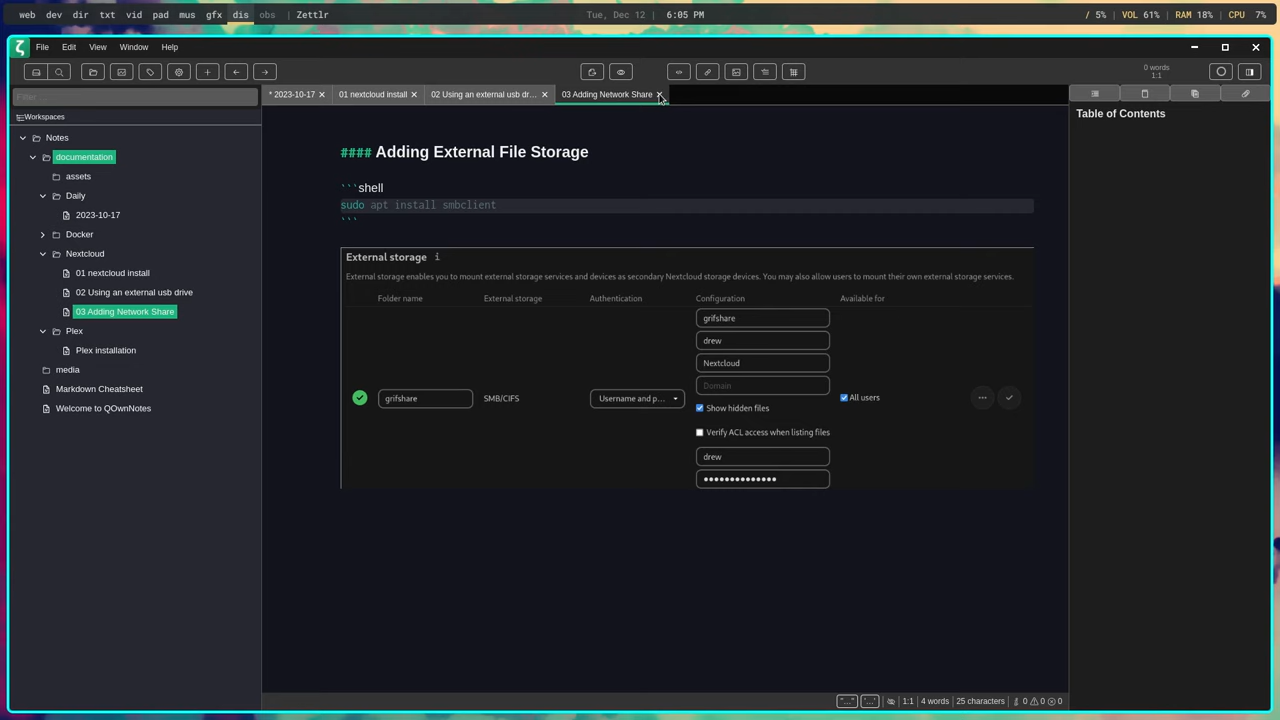 web dev dir txt vid pad mus gfx dis obs Zettlr Tue, Dec 12 6:05 PM / 5% VOL 61% RAM 18% CPU 7%
ζ File Edit View Window Help
0 words
1:1
* 2023-10-17 01 nextcloud install 02 Using an external usb dr... 03 Adding Network Share
Filter ...
Workspaces
Notes
documentation
assets
Daily
2023-10-17
Docker
Nextcloud
01 nextcloud install
02 Using an external usb drive
03 Adding Network Share
Plex
Plex installation
media
Markdown Cheatsheet
Welcome to QOwnNotes
#### Adding External File Storage
```shell
sudo apt install smbclient
```
External storage i
External storage enables you to mount external storage services and devices as secondary Nextcloud storage devices. You may also allow users to mount their own external storage services.
Folder name External storage Authentication Configuration Available for
grifshare
drew
Nextcloud
Domain
grifshare SMB/CIFS Username and p... All users
Show hidden files
Verify ACL access when listing files
drew
••••••••••••••
Table of Contents
"…" '…' 1:1 4 words 25 characters 0 0 0